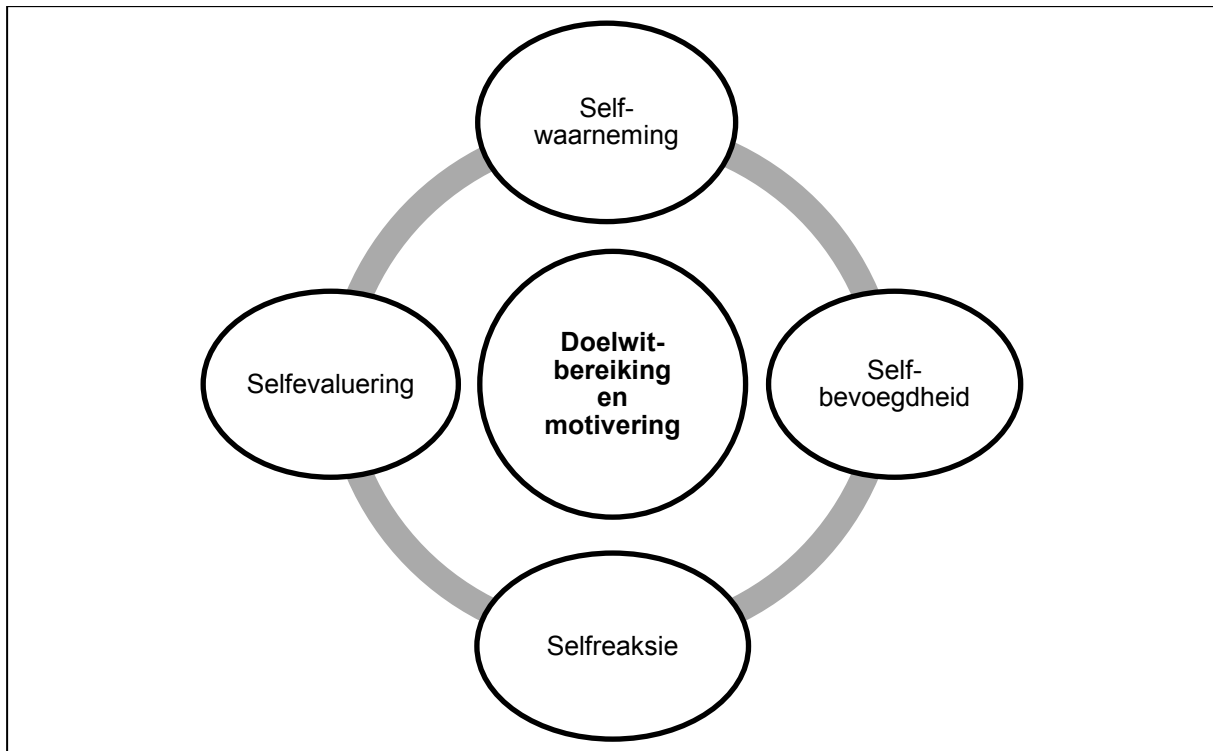 Self-
waarneming
Selfevaluering
Doelwit-
bereiking
en
motivering
Self-
bevoegdheid
Selfreaksie